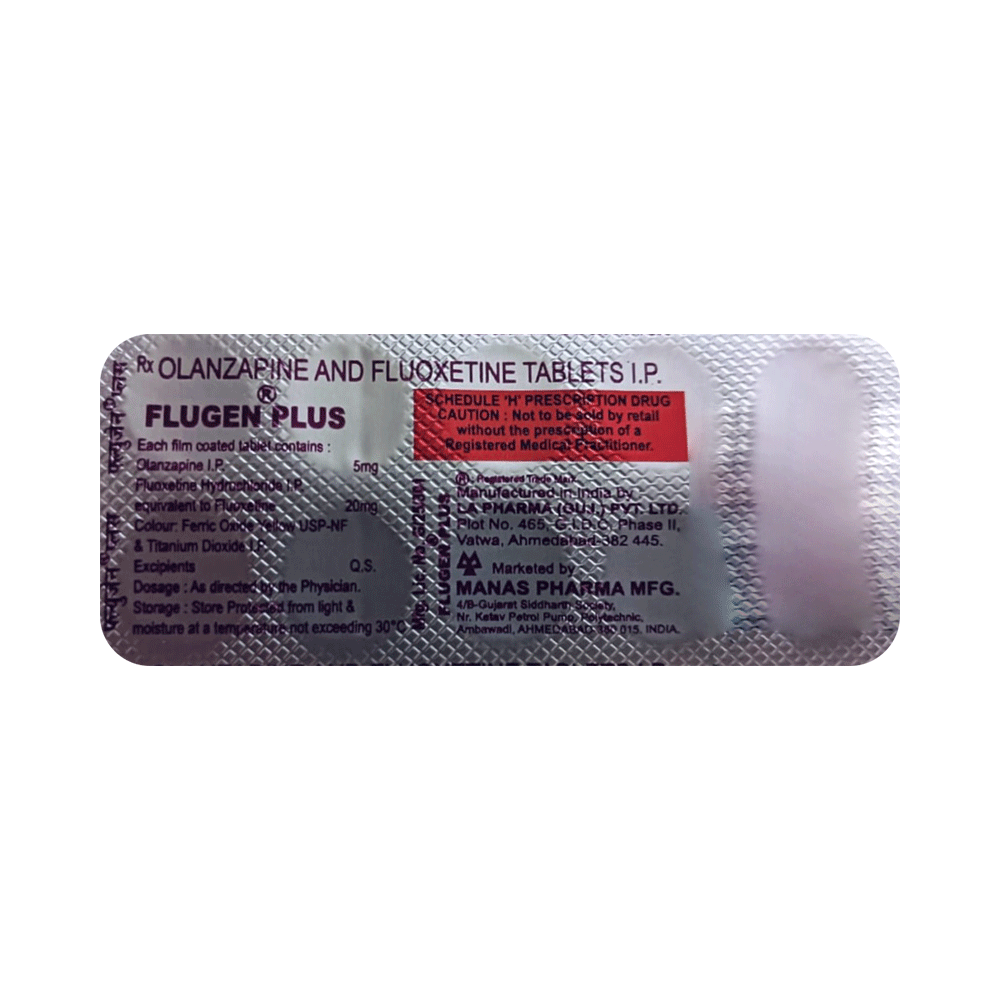 Rx OLANZAPINE AND FLUOXETINE TABLETS I.P.
FLUGEN® PLUS
Each film coated tablet contains :
Olanzapine I.P. 5mg
Fluoxetine Hydrochloride I.P.
equivalent to Fluoxetine 20mg
Colour: Ferric Oxide Yellow USP-NF
& Titanium Dioxide I.P.
Excipients Q.S.
Dosage : As directed by the Physician.
Storage : Store Protected from light &
moisture at a temperature not exceeding 30°C
SCHEDULE 'H' PRESCRIPTION DRUG
CAUTION : Not to be sold by retail
without the prescription of a
Registered Medical Practitioner.
® : Registered Trade Mark
Manufactured in India by
LA PHARMA (GUJ.) PVT. LTD.
Plot No. 465, G.I.D.C, Phase II,
Vatwa, Ahmedabad-382 445.
Marketed by
MANAS PHARMA MFG.
4/B-Gujarat Siddharth Society,
Nr. Ketav Petrol Pump, Polytechnic,
Ambawadi, AHMEDABAD 380 015. INDIA.
Mfg. Lic. No.
FLUGEN® PLUS
फ्लुजेन® प्लस फ्लुजेन® प्लस